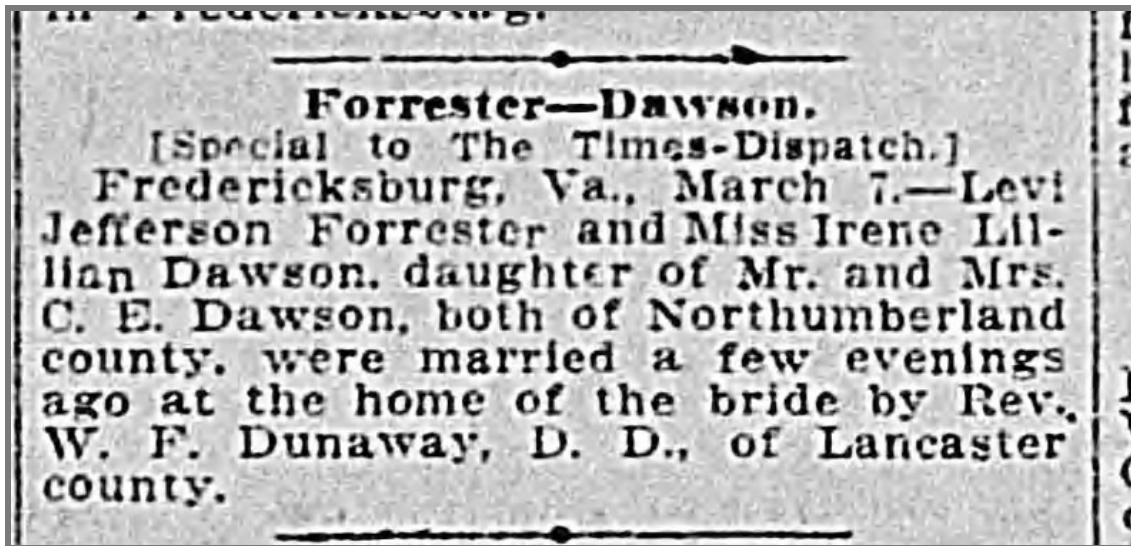 in Fredericksburg.
Forrester—Dawson.
[Special to The Times-Dispatch.]
Fredericksburg, Va., March 7.—Levi
Jefferson Forrester and Miss Irene Lil-
lian Dawson, daughter of Mr. and Mrs.
C. E. Dawson, both of Northumberland
county, were married a few evenings
ago at the home of the bride by Rev.
W. F. Dunaway, D. D., of Lancaster
county.